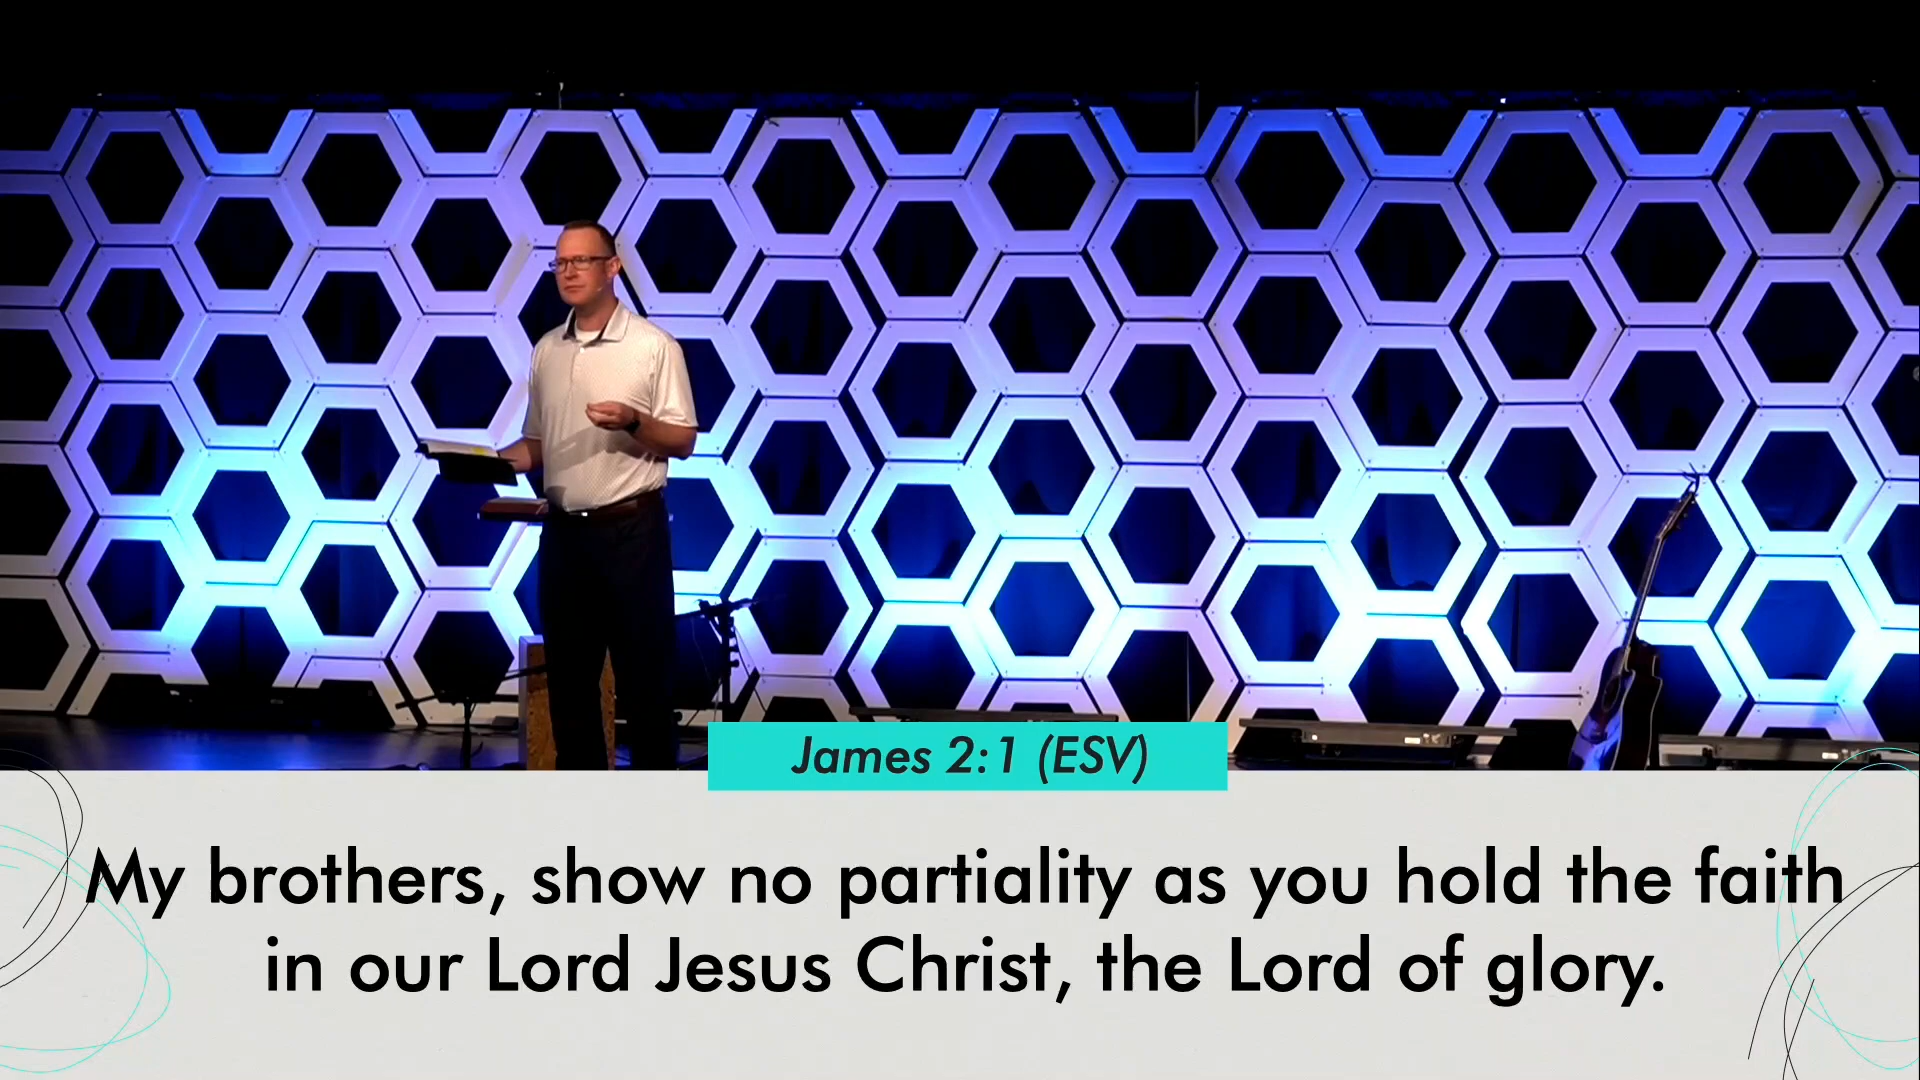 James 2:1 (ESV)
My brothers, show no partiality as you hold the faith
in our Lord Jesus Christ, the Lord of glory.